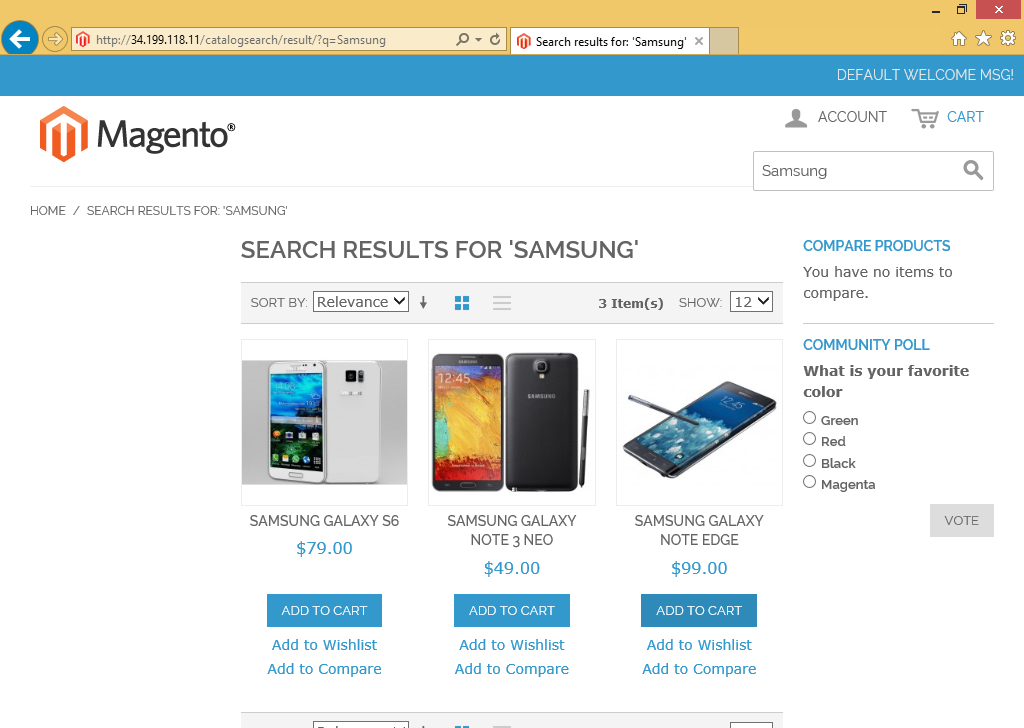 http://34.199.118.11/catalogsearch/result/?q=Samsung
Search results for: 'Samsung'
DEFAULT WELCOME MSG!
Magento®
ACCOUNT
CART
Samsung
HOME / SEARCH RESULTS FOR: 'SAMSUNG'
SEARCH RESULTS FOR 'SAMSUNG'
SORT BY: Relevance
3 Item(s)
SHOW: 12
12:45
SAMSUNG
12:45
SAMSUNG GALAXY S6
$79.00
ADD TO CART
Add to Wishlist
Add to Compare
SAMSUNG GALAXY
NOTE 3 NEO
$49.00
ADD TO CART
Add to Wishlist
Add to Compare
SAMSUNG GALAXY
NOTE EDGE
$99.00
ADD TO CART
Add to Wishlist
Add to Compare
COMPARE PRODUCTS
You have no items to
compare.
COMMUNITY POLL
What is your favorite
color
Green
Red
Black
Magenta
VOTE